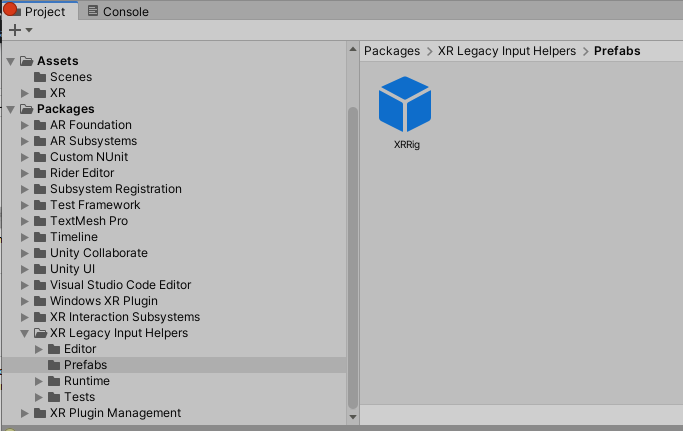 Project
Console
Packages > XR Legacy Input Helpers > Prefabs
Assets
Scenes
XR
Packages
AR Foundation
AR Subsystems
Custom NUnit
Rider Editor
Subsystem Registration
Test Framework
TextMesh Pro
Timeline
Unity Collaborate
Unity UI
Visual Studio Code Editor
Windows XR Plugin
XR Interaction Subsystems
XR Legacy Input Helpers
Editor
Prefabs
Runtime
Tests
XR Plugin Management
XRRig